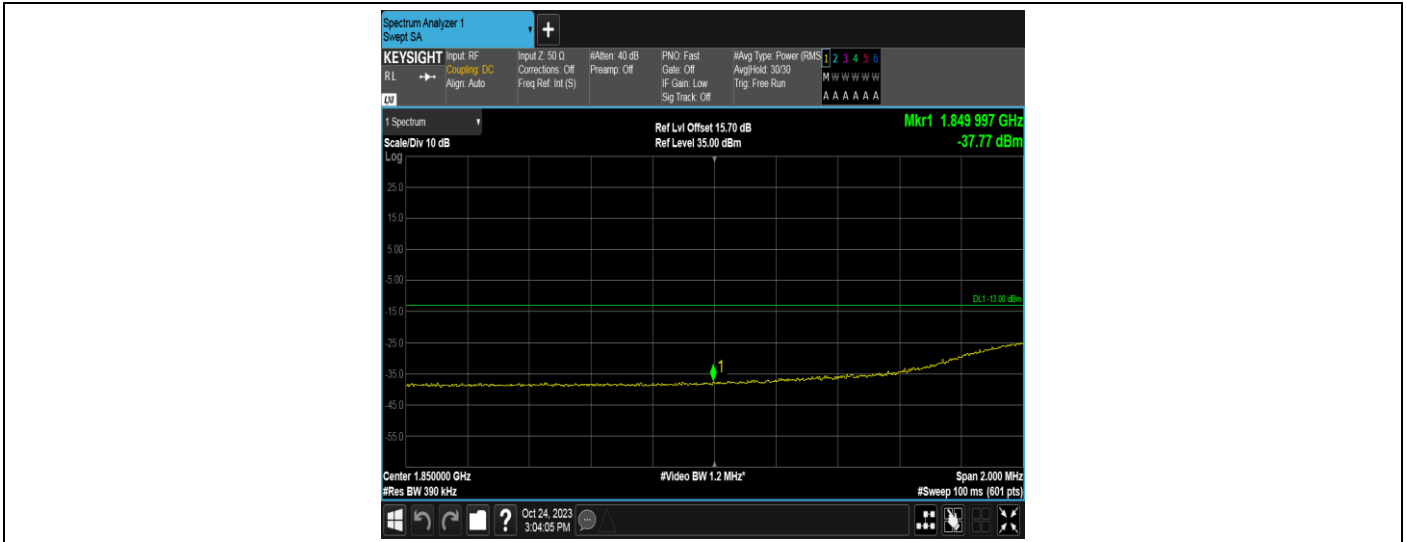 Spectrum Analyzer 1
Swept SA
+
KEYSIGHT
RL
LXI
Input: RF
Coupling: DC
Align: Auto
Input Z: 50 Ω
Corrections: Off
Freq Ref: Int (S)
#Atten: 40 dB
Preamp: Off
PNO: Fast
Gate: Off
IF Gain: Low
Sig Track: Off
#Avg Type: Power (RMS
Avg|Hold: 30/30
Trig: Free Run
1 2 3 4 5 6
M W W W W W
A A A A A A
1 Spectrum
Scale/Div 10 dB
Ref Lvl Offset 15.70 dB
Ref Level 35.00 dBm
Mkr1 1.849 997 GHz
-37.77 dBm
Log
25.0
15.0
5.00
-5.00
DL1 -13.00 dBm
-15.0
-25.0
1
-35.0
-45.0
-55.0
Center 1.850000 GHz
#Video BW 1.2 MHz*
Span 2.000 MHz
#Res BW 390 kHz
#Sweep 100 ms (601 pts)
?
Oct 24, 2023
3:04:05 PM